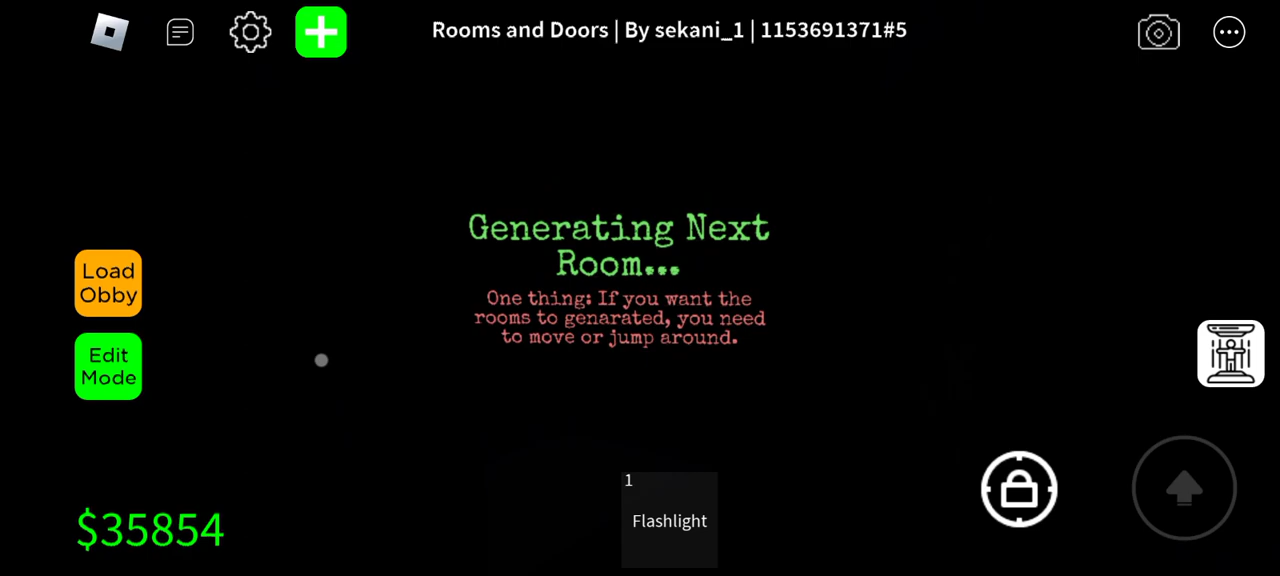 Rooms and Doors | By sekani_1 | 1153691371#5
Generating Next
Room...
One thing: If you want the
rooms to genarated, you need
to move or jump around.
Load
Obby
Edit
Mode
$35854
1
Flashlight